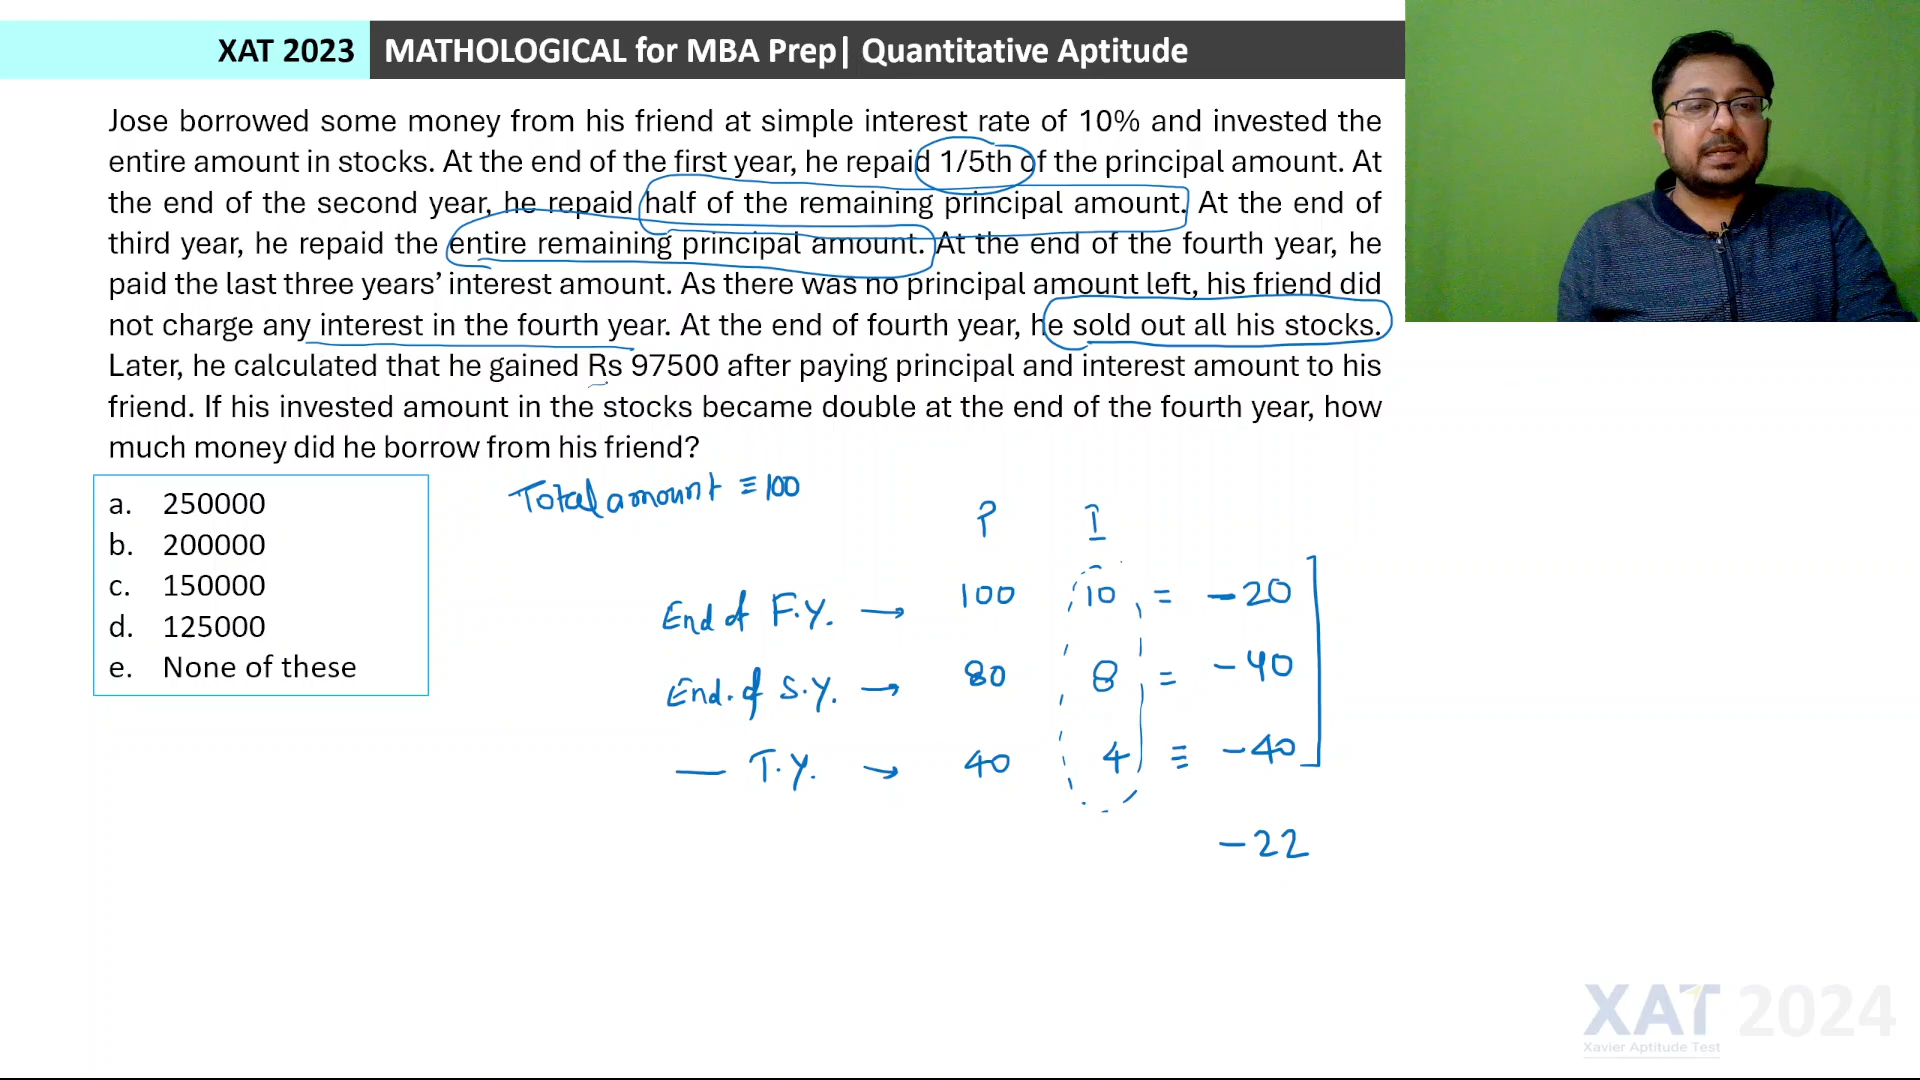 XAT 2023 MATHOLOGICAL for MBA Prep| Quantitative Aptitude
Jose borrowed some money from his friend at simple interest rate of 10% and invested the
entire amount in stocks. At the end of the first year, he repaid 1/5th of the principal amount. At
the end of the second year, he repaid half of the remaining principal amount. At the end of
third year, he repaid the entire remaining principal amount. At the end of the fourth year, he
paid the last three years’ interest amount. As there was no principal amount left, his friend did
not charge any interest in the fourth year. At the end of fourth year, he sold out all his stocks.
Later, he calculated that he gained Rs 97500 after paying principal and interest amount to his
friend. If his invested amount in the stocks became double at the end of the fourth year, how
much money did he borrow from his friend?
a. 250000
b. 200000
c. 150000
d. 125000
e. None of these
Total amount ≡ 100
P I
End of F.Y. → 100 10 = -20
End. of S.Y. → 80 8 = -40
— T.Y. → 40 4 ≡ -40
-22
XAT 2024
Xavier Aptitude Test